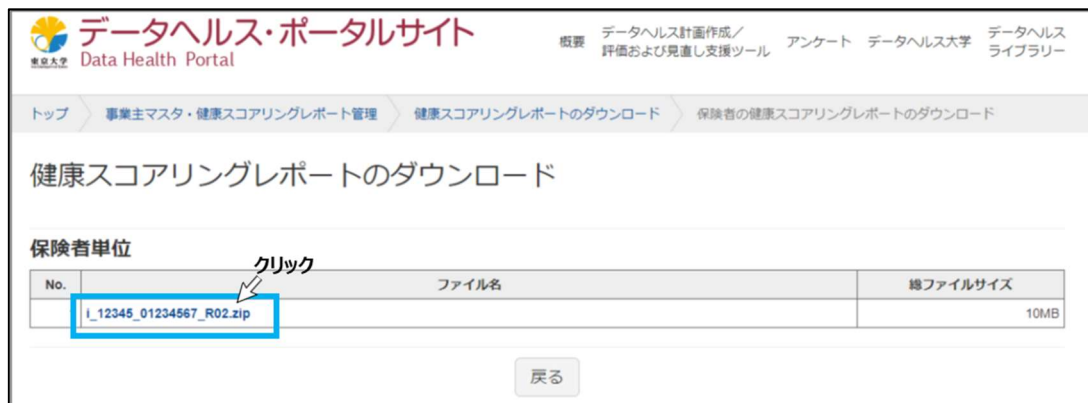 データヘルス・ポータルサイト
東京大学
Data Health Portal
概要
データヘルス計画作成／
評価および見直し支援ツール
アンケート
データヘルス大学
データヘルス
ライブラリー
トップ
事業主マスタ・健康スコアリングレポート管理
健康スコアリングレポートのダウンロード
保険者の健康スコアリングレポートのダウンロード
健康スコアリングレポートのダウンロード
保険者単位
クリック
No. ファイル名 総ファイルサイズ
i_12345_01234567_R02.zip 10MB
戻る